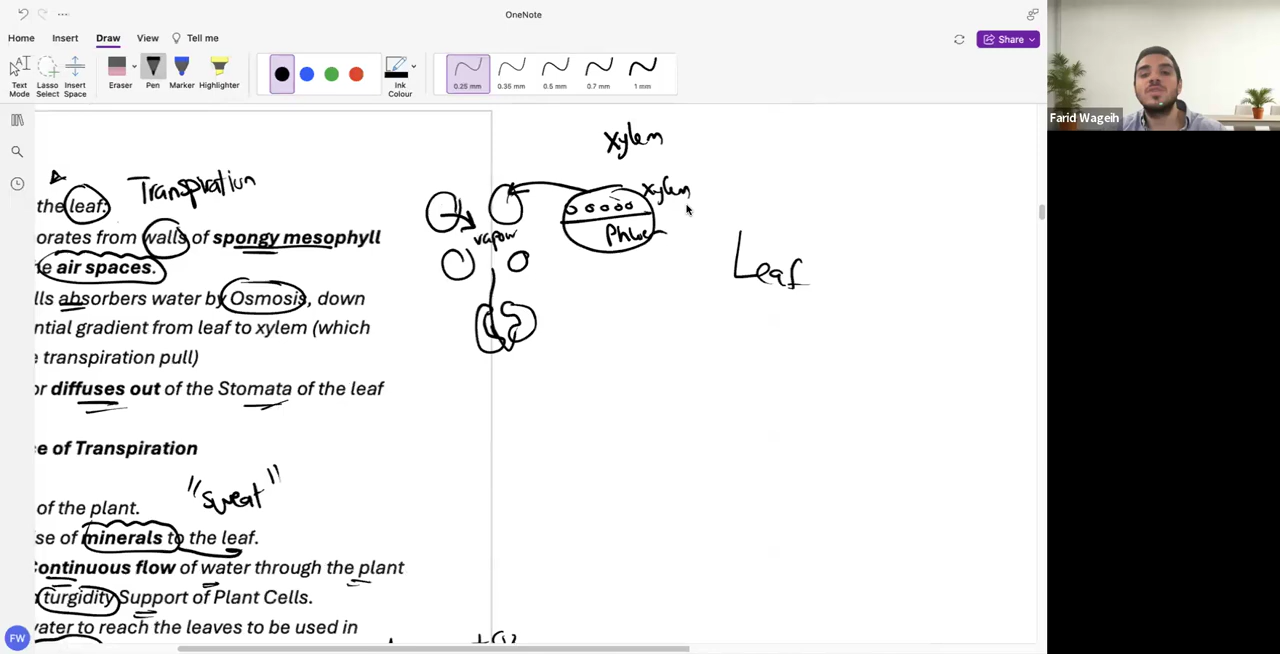 OneNote
Home Insert Draw View Tell me
Share
Text Mode
Lasso Select
Insert Space
Eraser
Pen
Marker
Highlighter
Ink Colour
0.25 mm
0.35 mm
0.5 mm
0.7 mm
1 mm
Farid Wageih
xylem
Transpiration
the leaf:
xylem
orates from walls of spongy mesophyll
vapour
Phloem
e air spaces.
Leaf
lls absorbers water by Osmosis, down
ntial gradient from leaf to xylem (which
e transpiration pull)
or diffuses out of the Stomata of the leaf
e of Transpiration
"sweat"
of the plant.
se of minerals to the leaf.
Continuous flow of water through the plant
turgidity Support of Plant Cells.
water to reach the leaves to be used in
FW